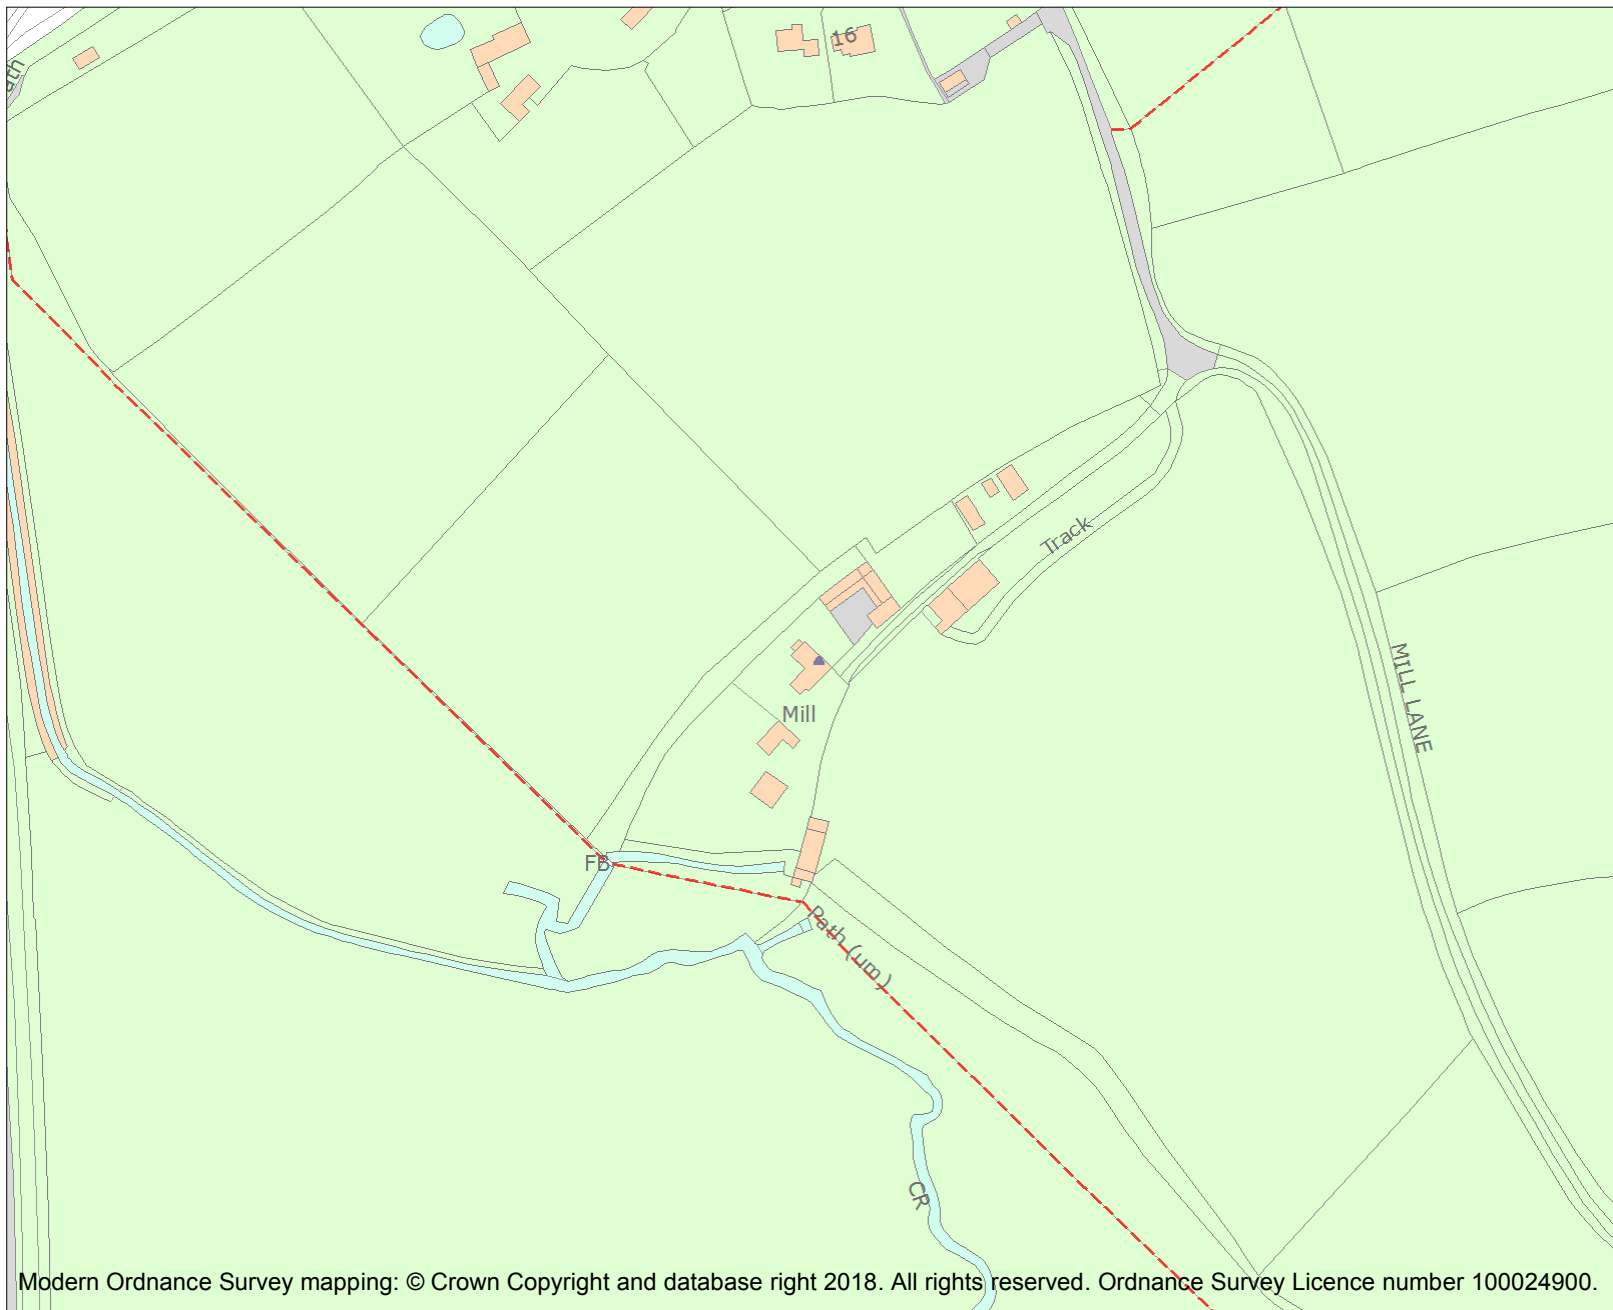 16
ath
Track
MILL LANE
Mill
FB
Path (um)
CR
Modern Ordnance Survey mapping: © Crown Copyright and database right 2018. All rights reserved. Ordnance Survey Licence number 100024900.